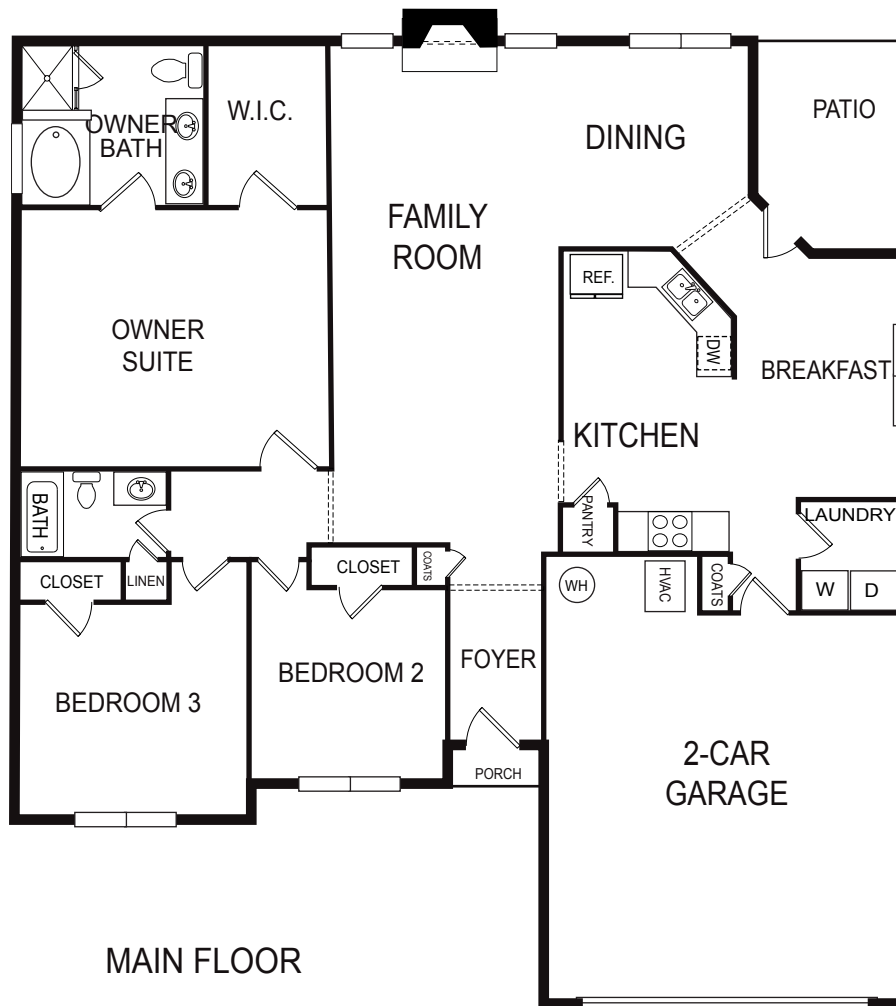 OWNER
BATH
W.I.C.
PATIO
DINING
FAMILY
ROOM
REF.
OWNER
SUITE
DW
BREAKFAST
KITCHEN
BATH
PANTRY
LAUNDRY
CLOSET
LINEN
CLOSET
COATS
WH
HVAC
COATS
W
D
FOYER
BEDROOM 2
BEDROOM 3
PORCH
2-CAR
GARAGE
MAIN FLOOR